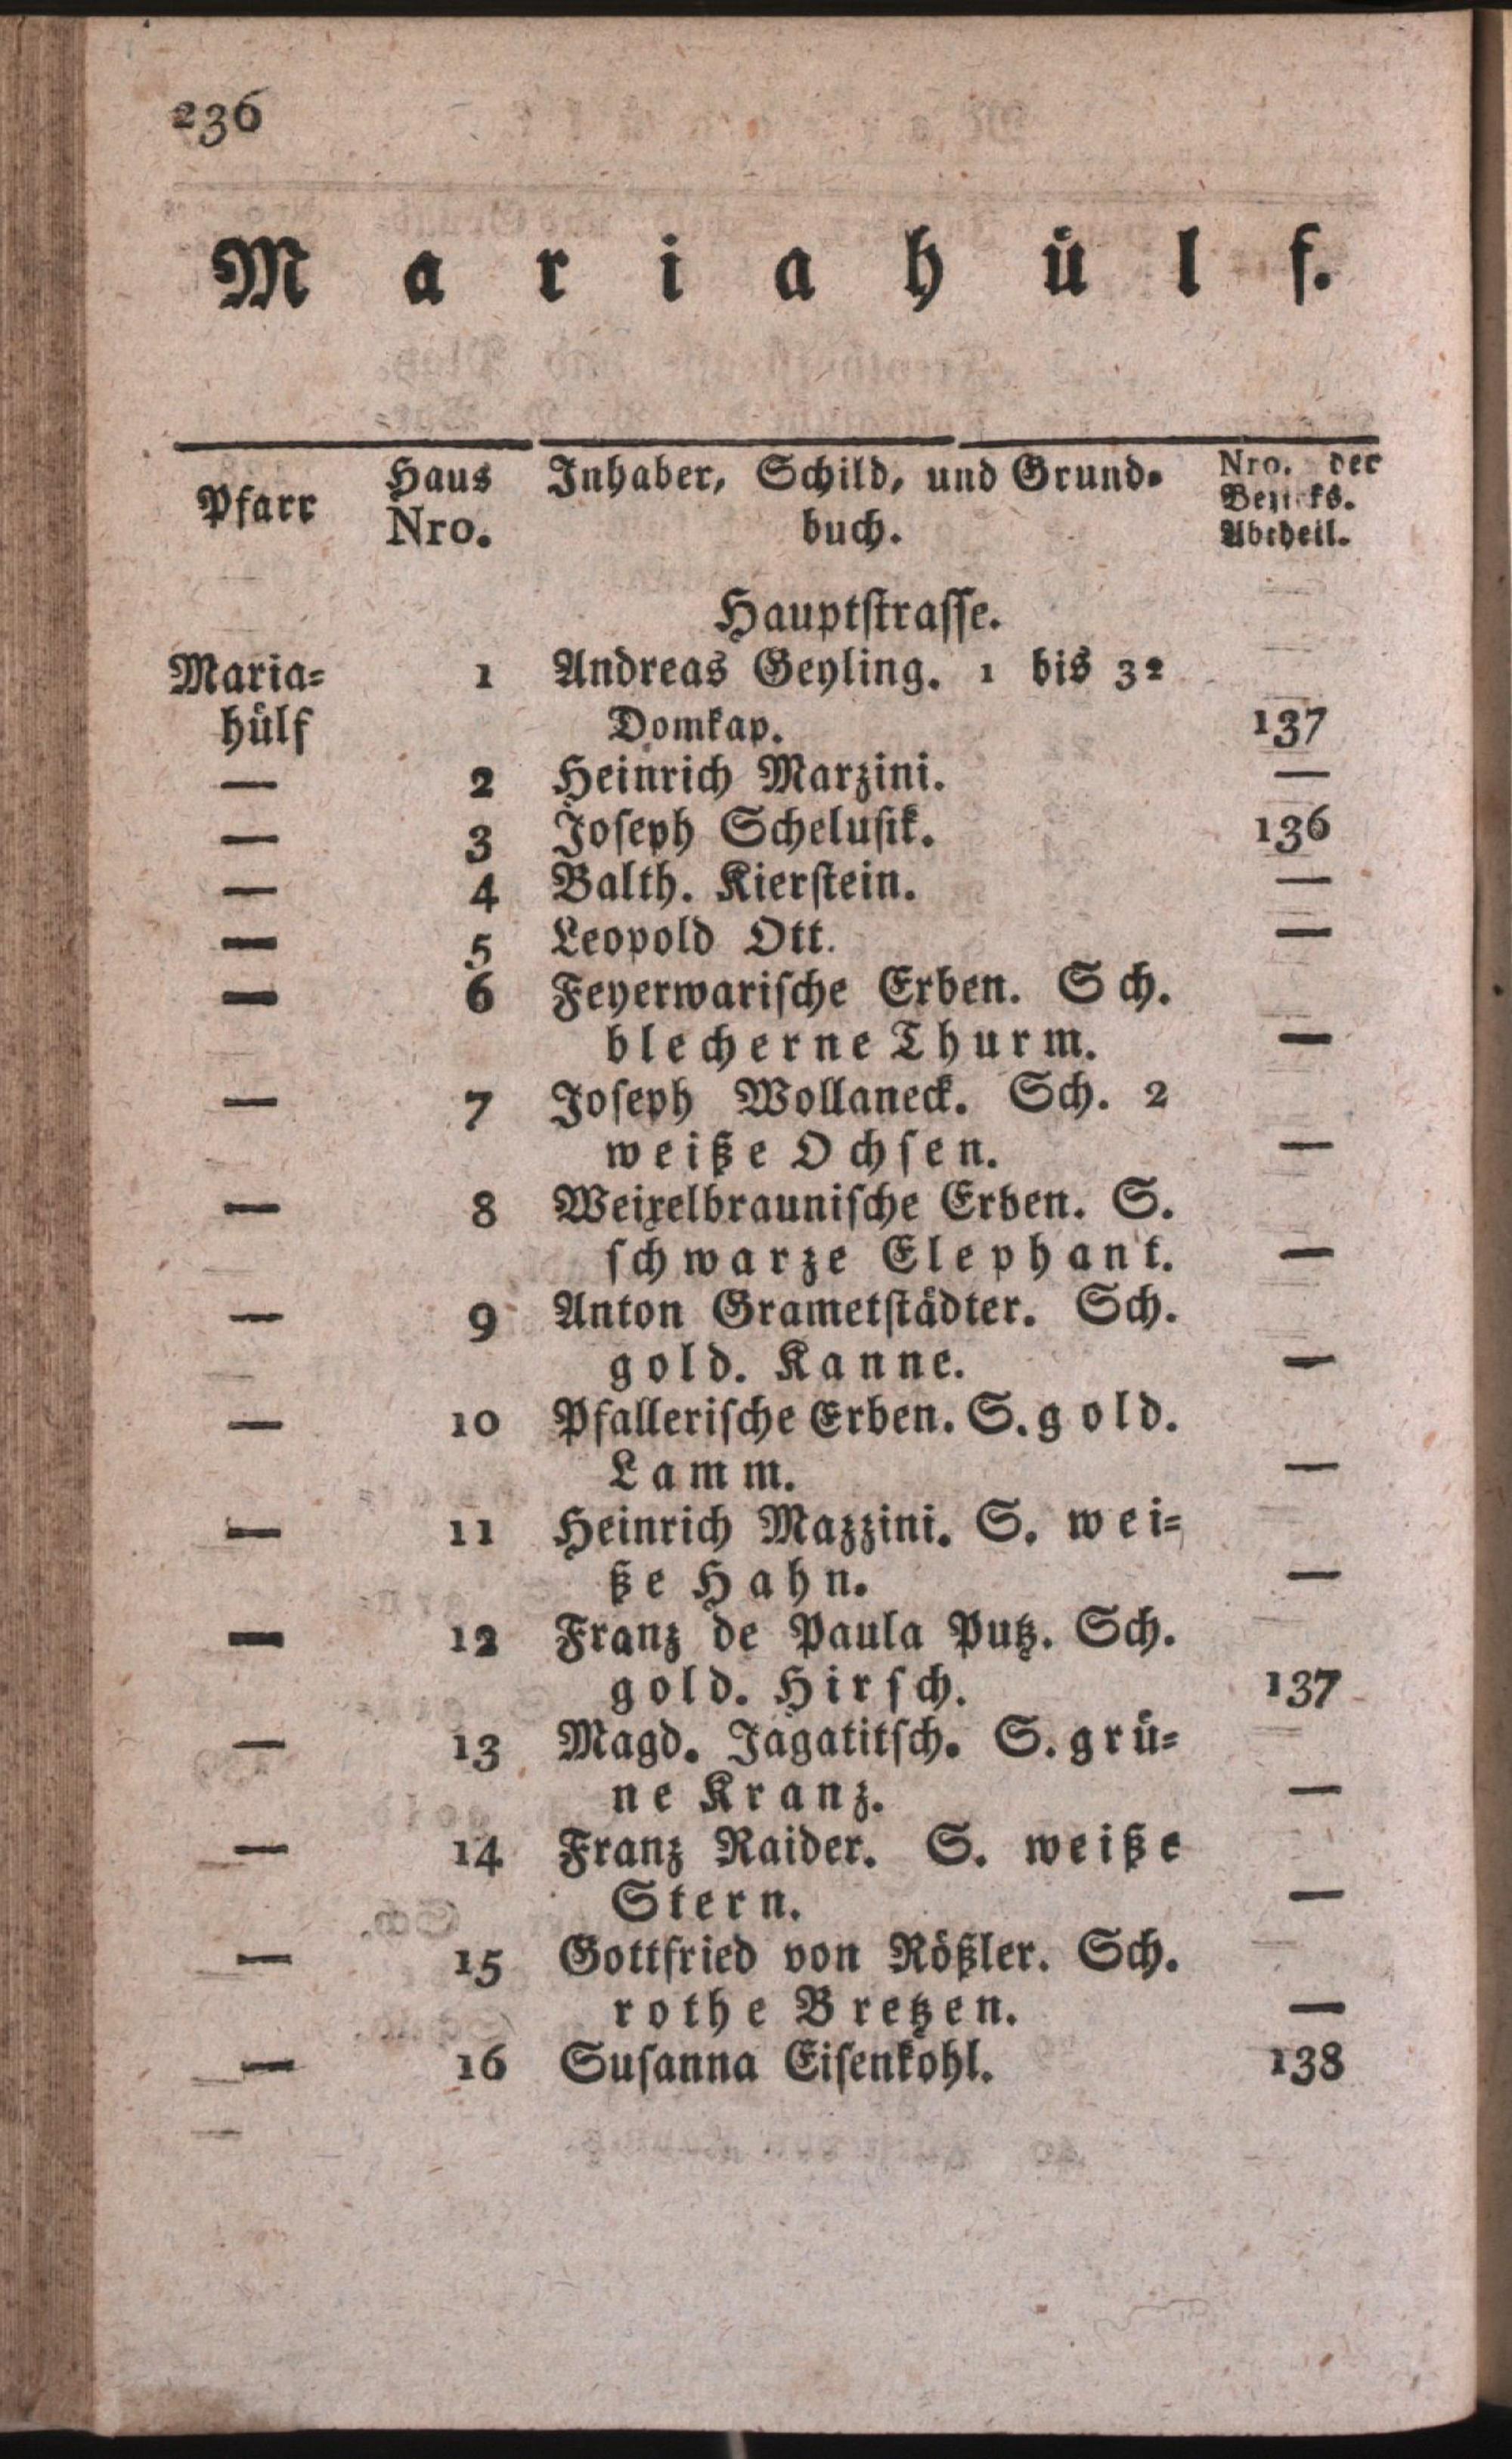 236
Mariahülf.
Pfarr Haus Nro. Inhaber, Schild, und Grund= buch. Nro. der Bezirks. Abtheil.
Hauptstrasse.
Maria= 1 Andreas Geyling. 1 bis 32
hülf Domkap. 137
— 2 Heinrich Marzini. —
— 3 Joseph Schelusik. 136
— 4 Balth. Kierstein. —
— 5 Leopold Ott. —
— 6 Feyerwarische Erben. Sch.
blecherne Thurm. —
— 7 Joseph Wollaneck. Sch. 2
weiße Ochsen. —
— 8 Weixelbraunische Erben. S.
schwarze Elephant. —
— 9 Anton Grametstädter. Sch.
gold. Kanne. —
— 10 Pfallerische Erben. S. gold.
Lamm. —
— 11 Heinrich Mazzini. S. wei=
ße Hahn. —
— 12 Franz de Paula Putz. Sch.
gold. Hirsch. 137
— 13 Magd. Jagatitsch. S. grü=
ne Kranz. —
— 14 Franz Raider. S. weiße
Stern. —
— 15 Gottfried von Rößler. Sch.
rothe Bretzen. —
— 16 Susanna Eisenkohl. 138